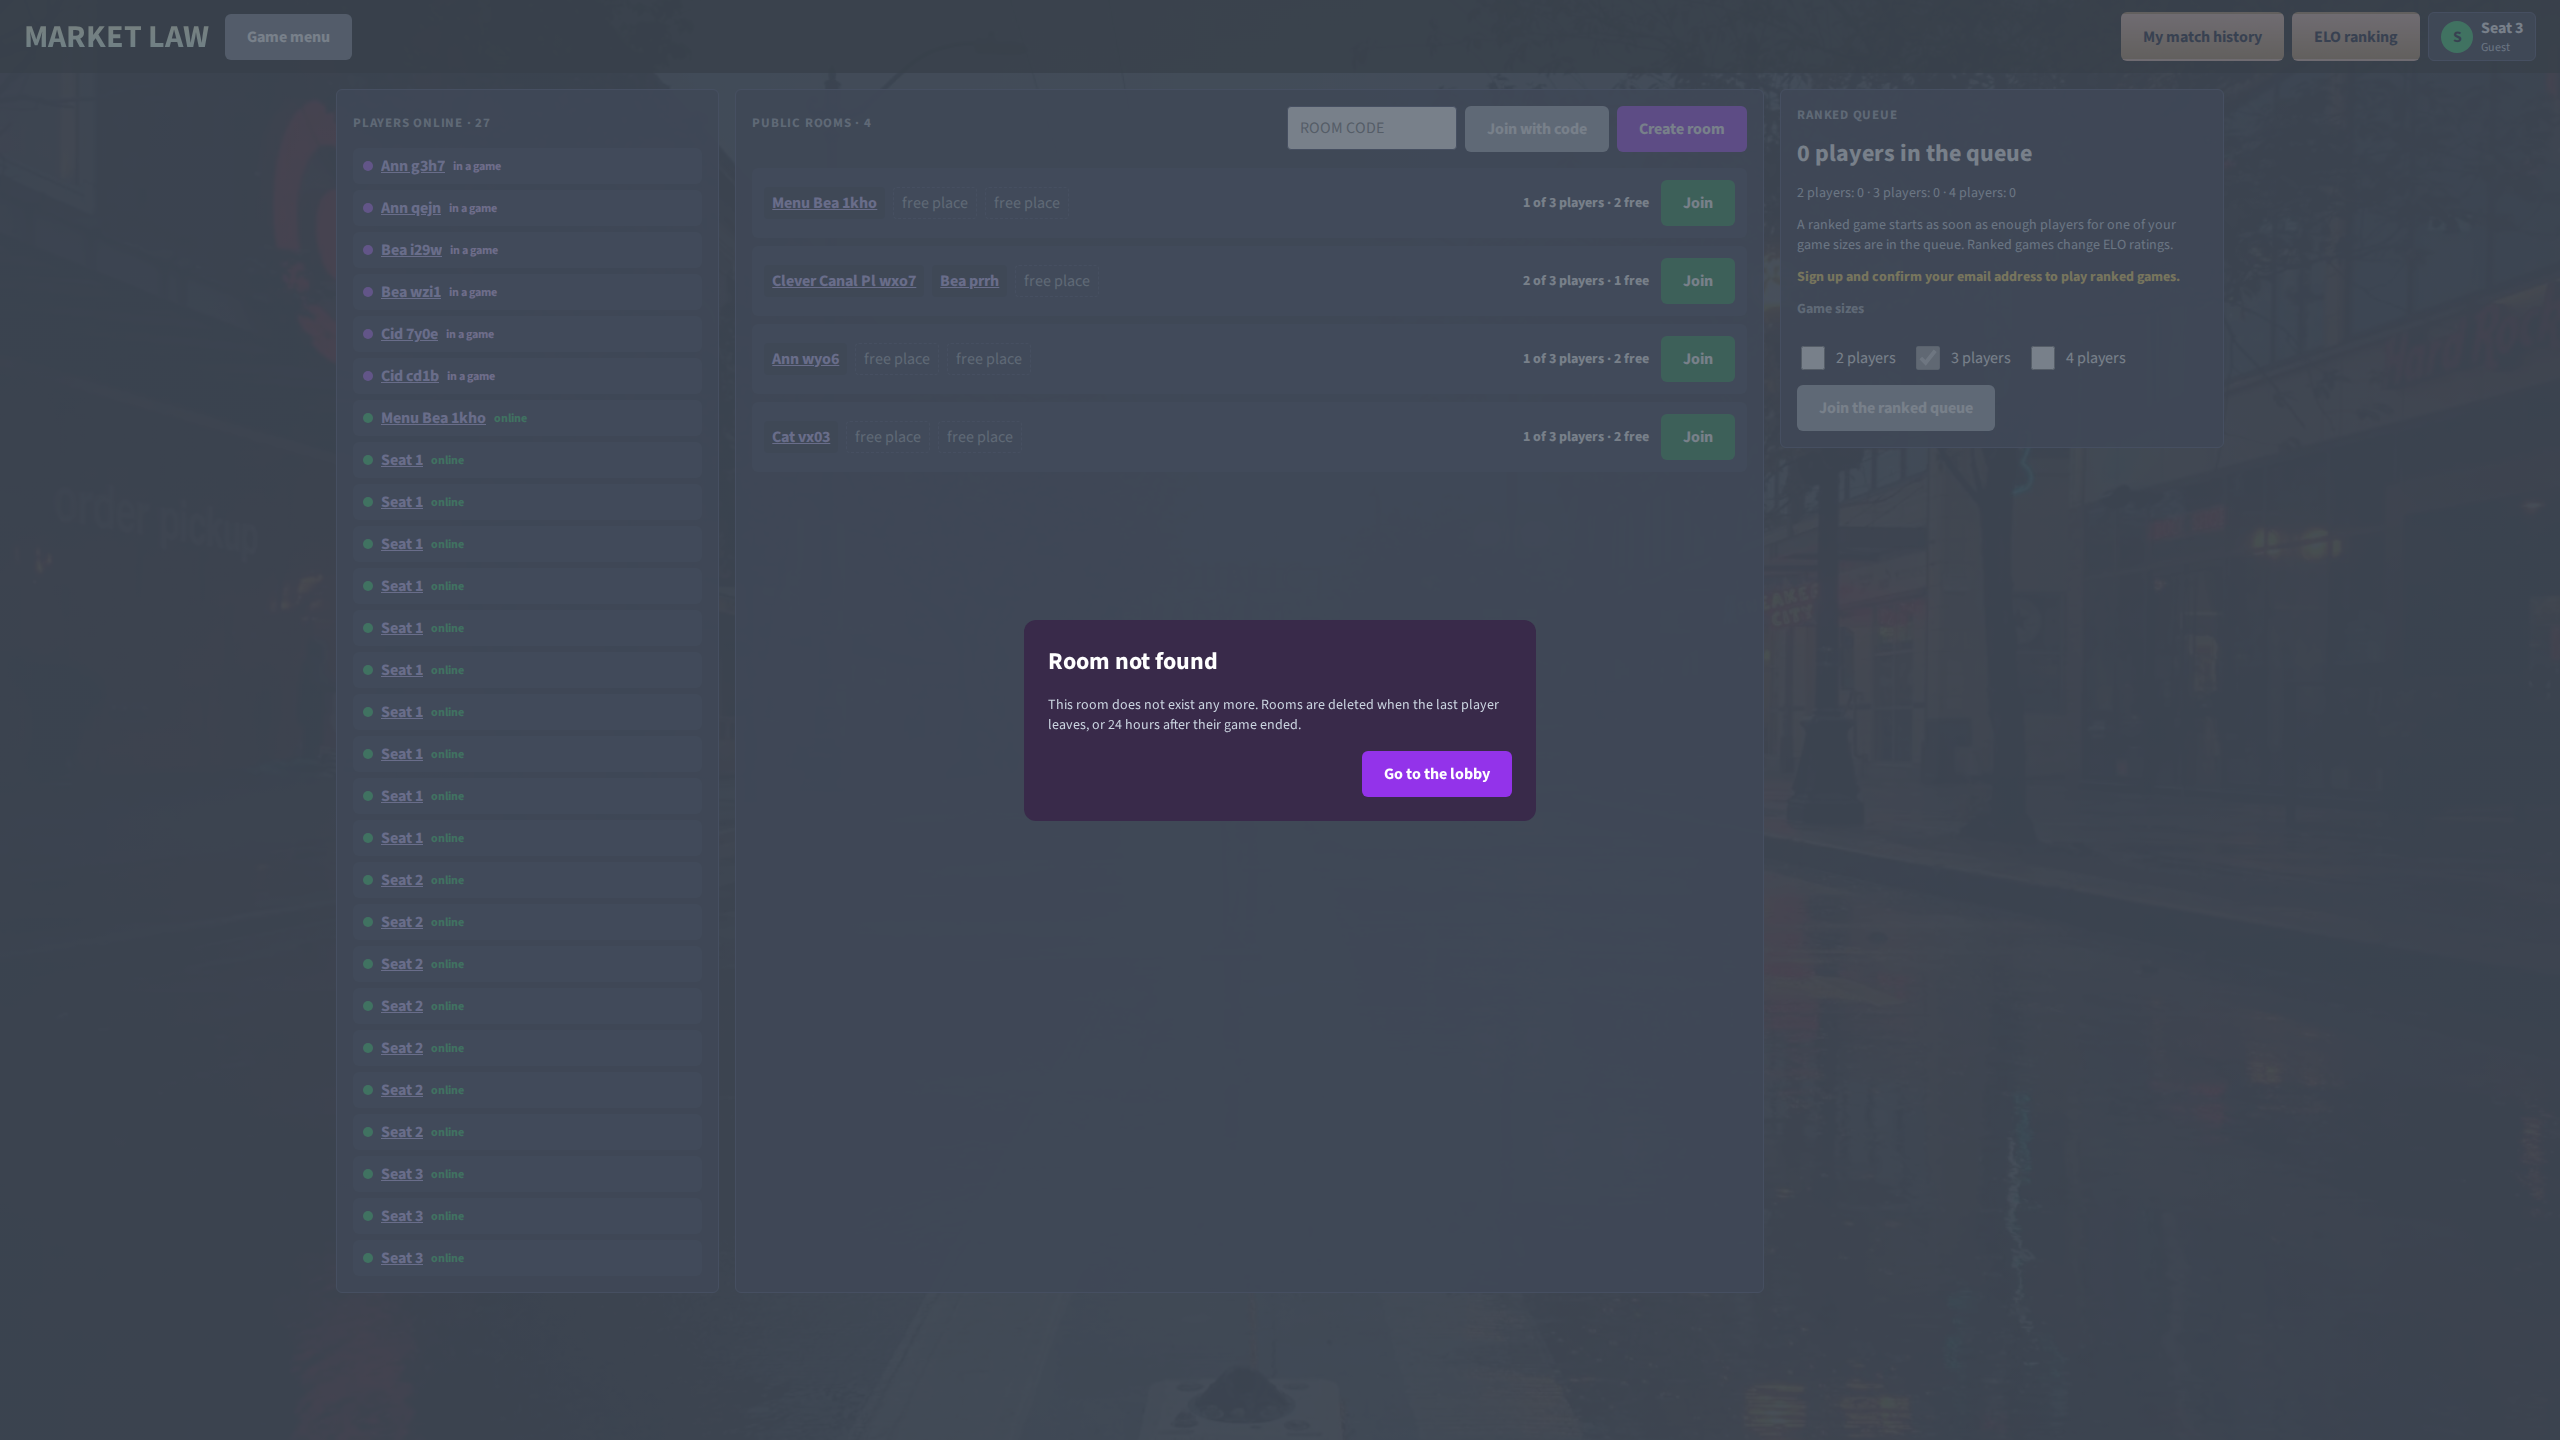 MARKET LAW
Game menu
My match history
ELO ranking
S
Seat 3
Guest
PLAYERS ONLINE · 27
Ann g3h7 in a game
Ann qejn in a game
Bea i29w in a game
Bea wzi1 in a game
Cid 7y0e in a game
Cid cd1b in a game
Menu Bea 1kho online
Seat 1 online
Seat 1 online
Seat 1 online
Seat 1 online
Seat 1 online
Seat 1 online
Seat 1 online
Seat 1 online
Seat 1 online
Seat 1 online
Seat 2 online
Seat 2 online
Seat 2 online
Seat 2 online
Seat 2 online
Seat 2 online
Seat 2 online
Seat 3 online
Seat 3 online
Seat 3 online
PUBLIC ROOMS · 4
ROOM CODE
Join with code
Create room
Menu Bea 1kho free place free place 1 of 3 players · 2 free Join
Clever Canal Pl wxo7 Bea prrh free place 2 of 3 players · 1 free Join
Ann wyo6 free place free place 1 of 3 players · 2 free Join
Cat vx03 free place free place 1 of 3 players · 2 free Join
RANKED QUEUE
0 players in the queue
2 players: 0 · 3 players: 0 · 4 players: 0
A ranked game starts as soon as enough players for one of your
game sizes are in the queue. Ranked games change ELO ratings.
Sign up and confirm your email address to play ranked games.
Game sizes
2 players 3 players 4 players
Join the ranked queue
Room not found
This room does not exist any more. Rooms are deleted when the last player
leaves, or 24 hours after their game ended.
Go to the lobby
order pickup